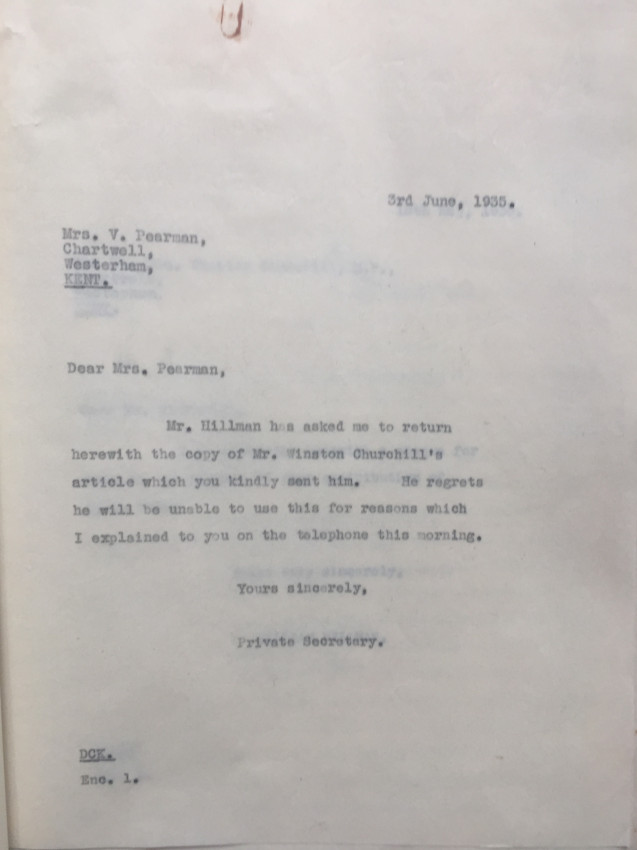 3rd June, 1935.
Mrs. V. Pearman,
Chartwell,
Westerham,
KENT.
Dear Mrs. Pearman,
Mr. Hillman has asked me to return
herewith the copy of Mr. Winston Churchill's
article which you kindly sent him. He regrets
he will be unable to use this for reasons which
I explained to you on the telephone this morning.
Yours sincerely,
Private Secretary.
DCK.
Enc. 1.